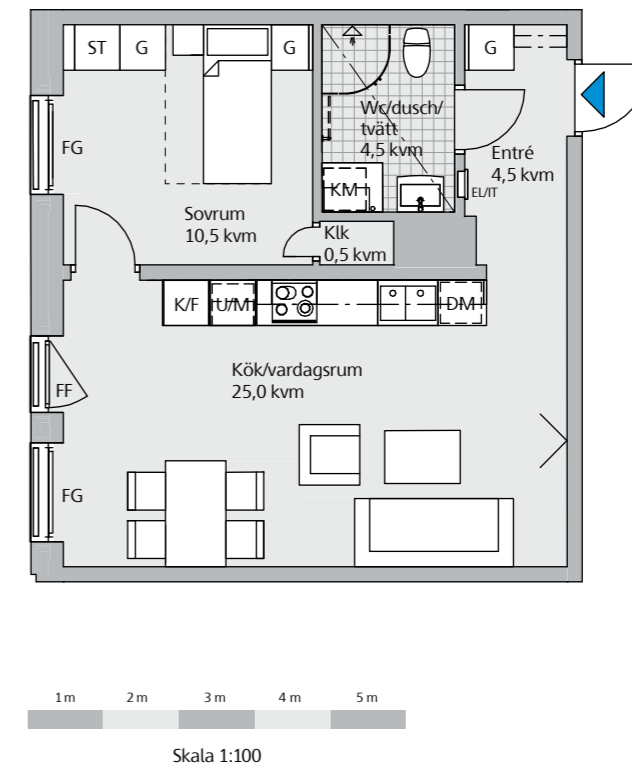 ST
G
G
G
FG
Wc/dusch/
tvätt
4,5 kvm
Entré
4,5 kvm
EL/IT
KM
Sovrum
10,5 kvm
Klk
0,5 kvm
K/F
U/M
DM
Kök/vardagsrum
25,0 kvm
FF
FG
1 m
2 m
3 m
4 m
5 m
Skala 1:100